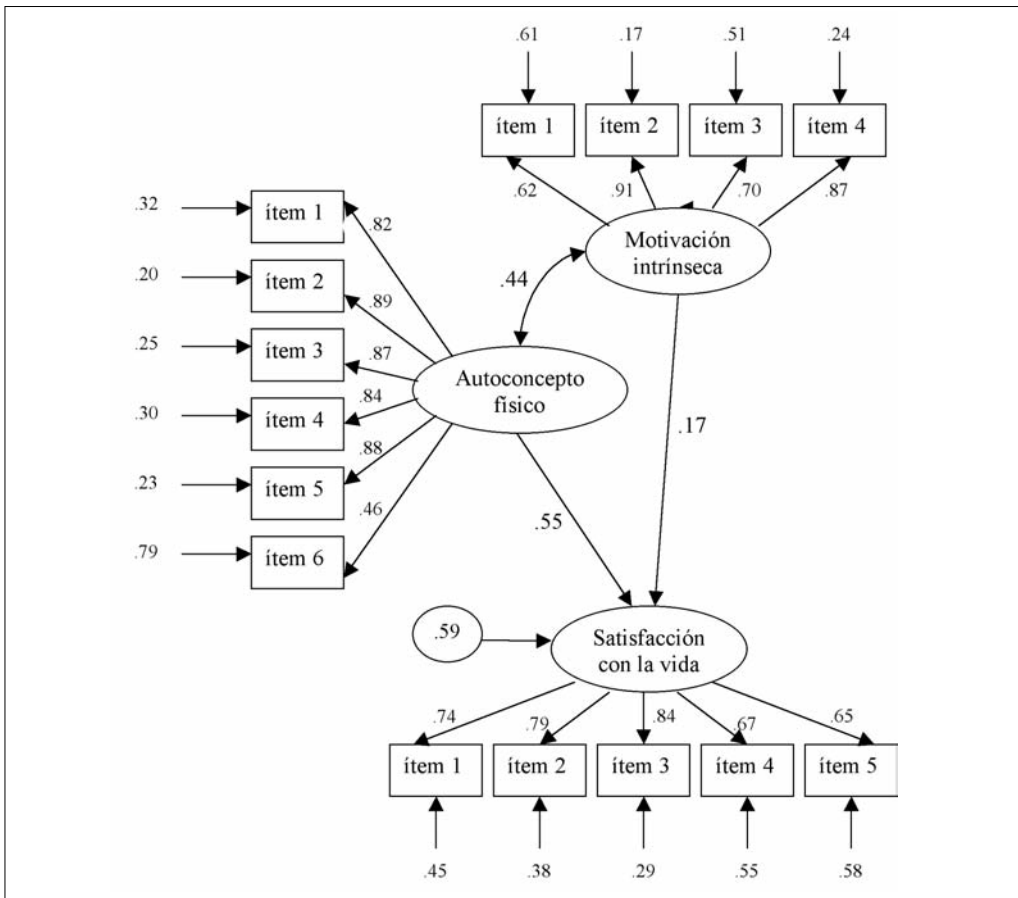 .61 .17 .51 .24
ítem 1 ítem 2 ítem 3 ítem 4
.62 .91 .70 .87
Motivación
intrínseca
.32 ítem 1 .82
.20 ítem 2 .89
.25 ítem 3 .87
.30 ítem 4 .84
.23 ítem 5 .88
.79 ítem 6 .46
.44
Autoconcepto
físico
.17
.55
.59
Satisfacción
con la vida
.74 .79 .84 .67 .65
ítem 1 ítem 2 ítem 3 ítem 4 ítem 5
.45 .38 .29 .55 .58